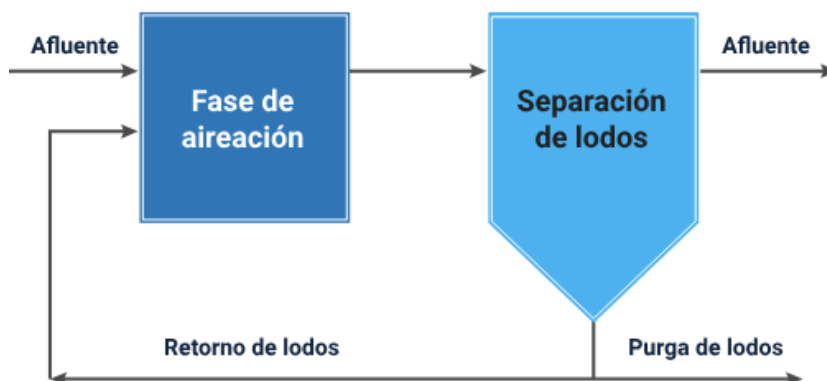 Afluente
Fase de
aireación
Separación
de lodos
Afluente
Retorno de lodos
Purga de lodos